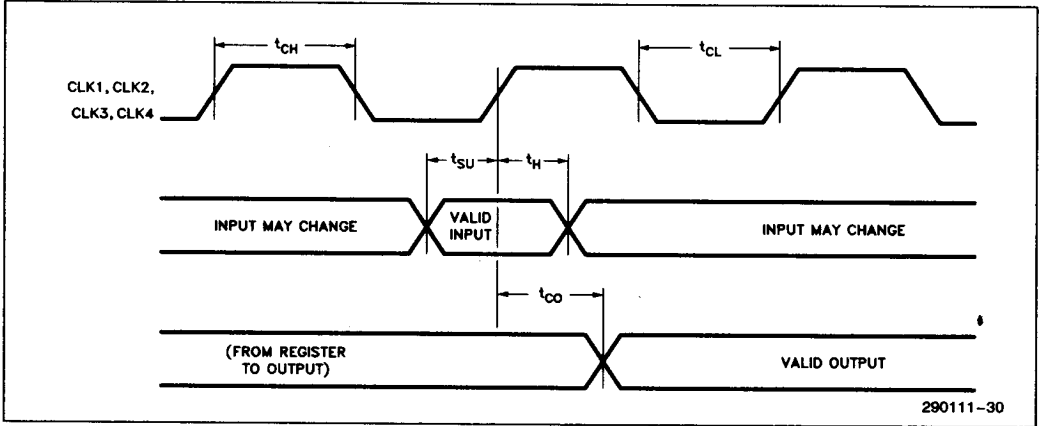 tCH
tCL
CLK1, CLK2,
CLK3, CLK4
tSU
tH
INPUT MAY CHANGE
VALID
INPUT
INPUT MAY CHANGE
tCO
(FROM REGISTER
TO OUTPUT)
VALID OUTPUT
290111-30